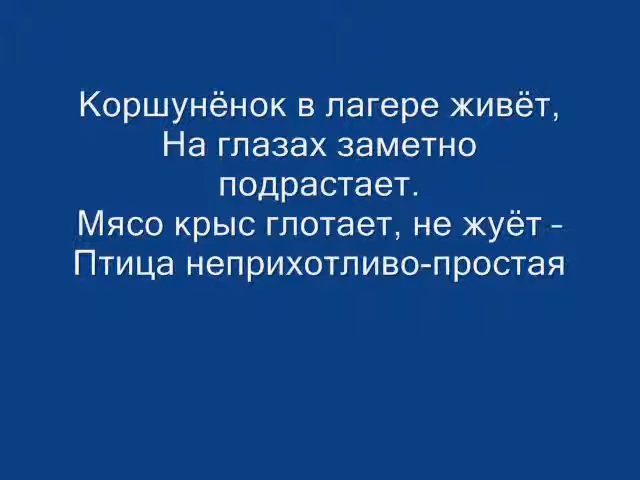 Коршунёнок в лагере живёт,
На глазах заметно
подрастает.
Мясо крыс глотает, не жуёт –
Птица неприхотливо-простая